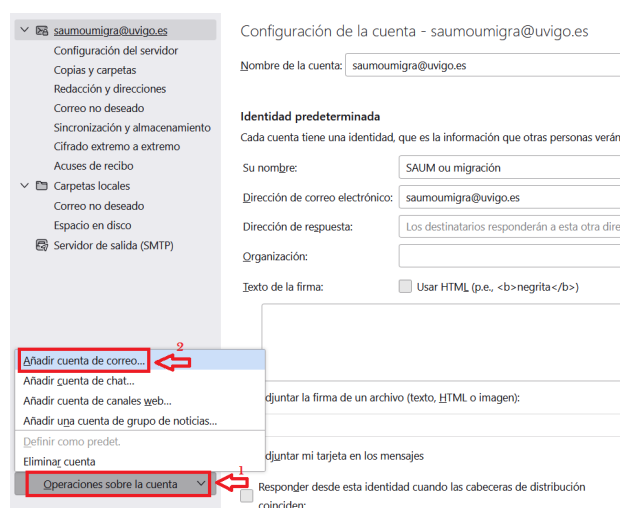 saumoumigra@uvigo.es
Configuración del servidor
Copias y carpetas
Redacción y direcciones
Correo no deseado
Sincronización y almacenamiento
Cifrado extremo a extremo
Acuses de recibo
Carpetas locales
Correo no deseado
Espacio en disco
Servidor de salida (SMTP)
2
Añadir cuenta de correo...
Añadir cuenta de chat...
Añadir cuenta de canales web...
Añadir una cuenta de grupo de noticias...
Definir como predet.
Eliminar cuenta
1
Operaciones sobre la cuenta
Configuración de la cuenta - saumoumigra@uvigo.es
Nombre de la cuenta: saumoumigra@uvigo.es
Identidad predeterminada
Cada cuenta tiene una identidad, que es la información que otras personas verán
Su nombre: SAUM ou migración
Dirección de correo electrónico: saumoumigra@uvigo.es
Dirección de respuesta: Los destinatarios responderán a esta otra dire
Organización:
Texto de la firma: Usar HTML (p.e., <b>negrita</b>)
djuntar la firma de un archivo (texto, HTML o imagen):
djuntar mi tarjeta en los mensajes
Responder desde esta identidad cuando las cabeceras de distribución
coinciden: